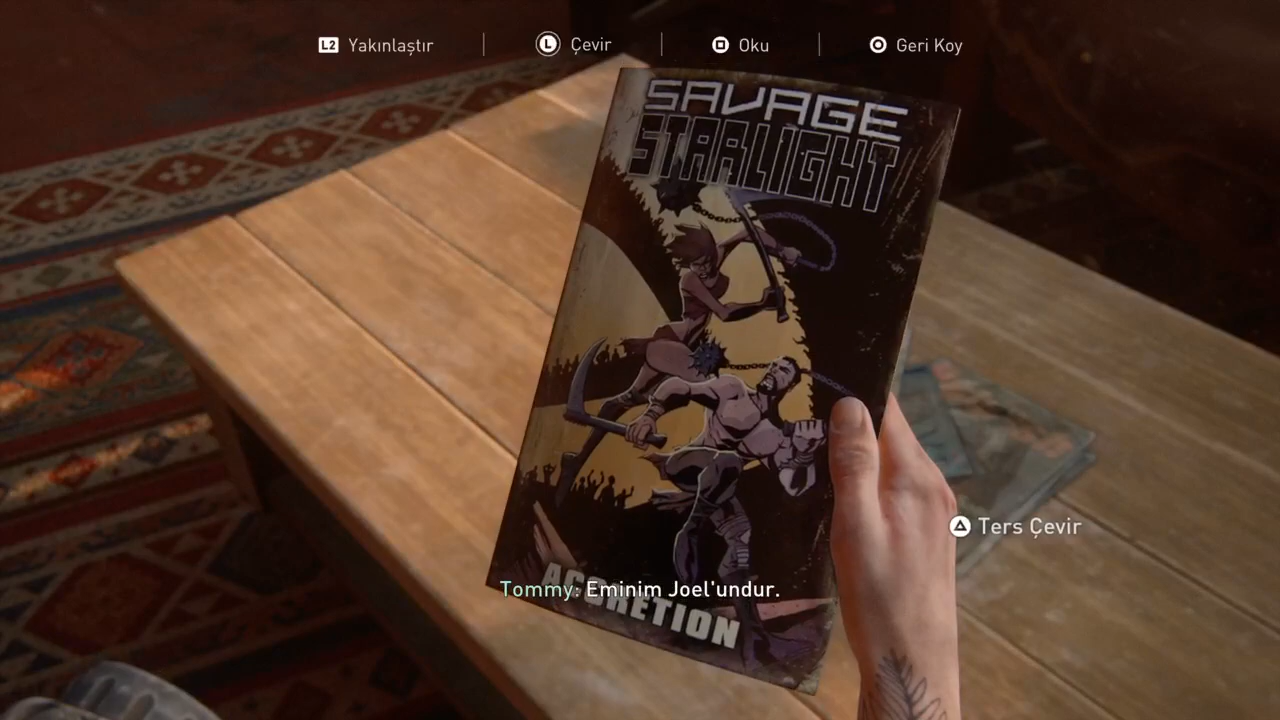 L2 Yakınlaştır
L Çevir
Oku
Geri Koy
SAVAGE
STARLIGHT
Ters Çevir
Tommy: Eminim Joel'undur.
ACCRETION